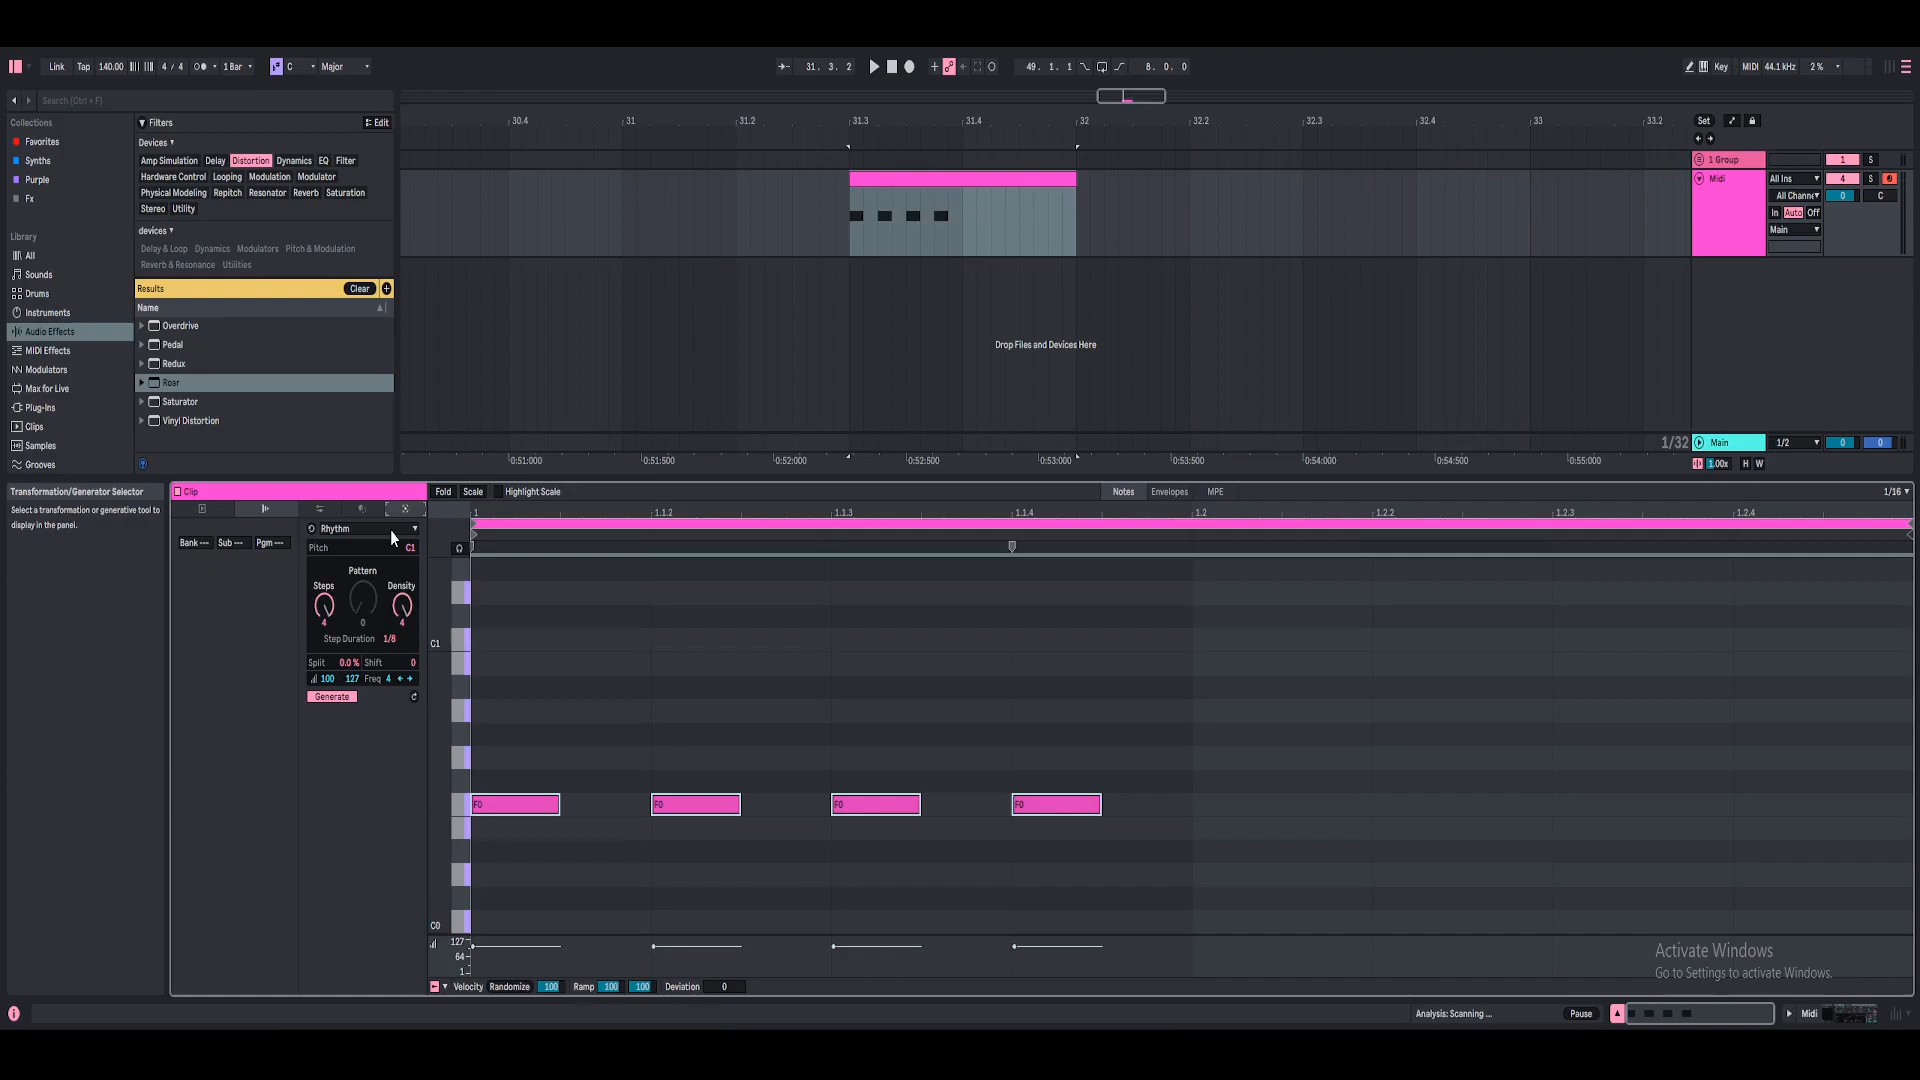 Link Tap 140.00 4 / 4 1 Bar C Major 31. 3. 2 49. 1. 1 8. 0. 0 Key MIDI 44.1 kHz 2 %
Search (Ctrl + F)
Collections
Favorites
Synths
Purple
Fx
Library
All
Sounds
Drums
Instruments
Audio Effects
MIDI Effects
Modulators
Max for Live
Plug-Ins
Clips
Samples
Grooves
Filters Edit
Devices
Amp Simulation Delay Distortion Dynamics EQ Filter
Hardware Control Looping Modulation Modulator
Physical Modeling Repitch Resonator Reverb Saturation
Stereo Utility
devices
Delay & Loop Dynamics Modulators Pitch & Modulation
Reverb & Resonance Utilities
Results Clear
Name
Overdrive
Pedal
Redux
Roar
Saturator
Vinyl Distortion
30.4 31 31.2 31.3 31.4 32 32.2 32.3 32.4 33 33.2
Drop Files and Devices Here
1/32
0:51:000 0:51:500 0:52:000 0:52:500 0:53:000 0:53:500 0:54:000 0:54:500 0:55:000
Set
1 Group 1 S
Midi All Ins 4 S
All Channe 0 C
In Auto Off
Main
Main 1/2 0 0
1.00x H W
Transformation/Generator Selector
Select a transformation or generative tool to
display in the panel.
Clip
Bank --- Sub --- Pgm ---
Rhythm
Pitch C1
Pattern
Steps Density
4 0 4
Step Duration 1/8
Split 0.0 % Shift 0
100 127 Freq 4
Generate
Fold Scale Highlight Scale Notes Envelopes MPE 1/16
1 1.1.2 1.1.3 1.1.4 1.2 1.2.2 1.2.3 1.2.4
C1
F0 F0 F0 F0
C0
127
64
1
Velocity Randomize 100 Ramp 100 100 Deviation 0
Activate Windows
Go to Settings to activate Windows.
Analysis: Scanning ... Pause Midi